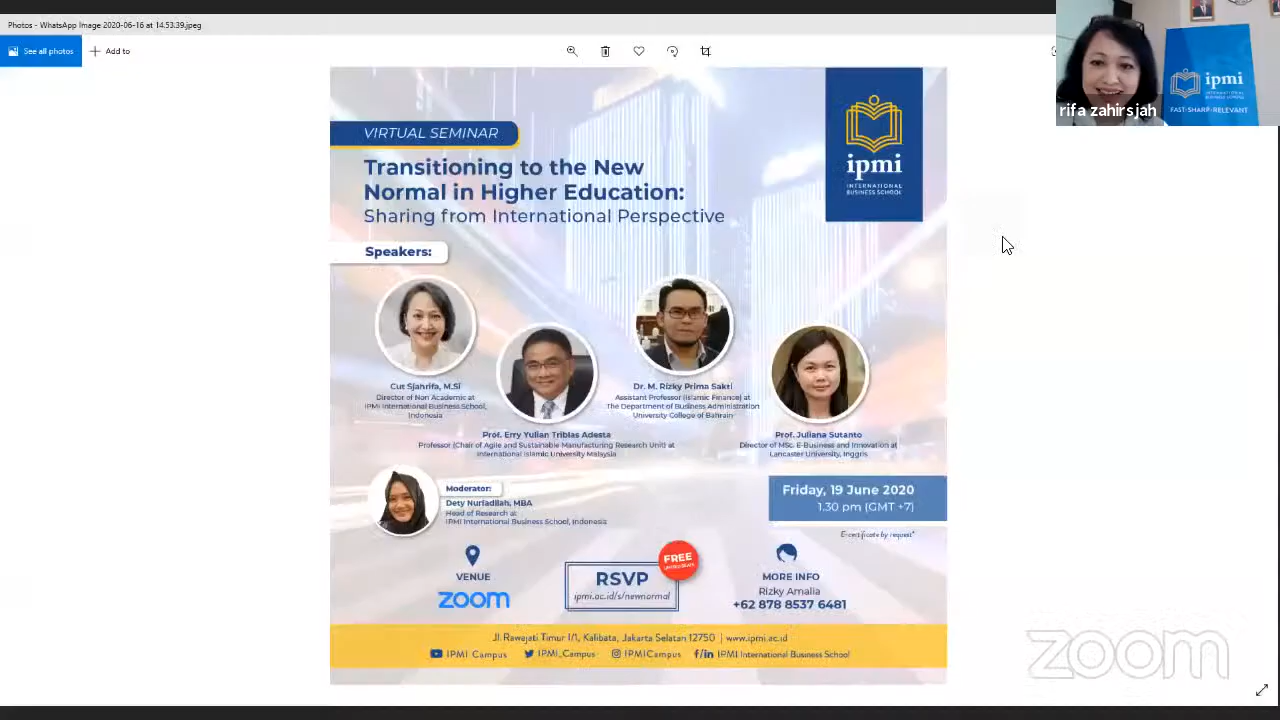 Photos - WhatsApp Image 2020-06-16 at 14.53.39.jpeg
See all photos
Add to
ipmi
INTERNATIONAL
BUSINESS SCHOOL
FAST·SHARP·RELEVANT
rifa zahirsjah
VIRTUAL SEMINAR
Transitioning to the New
Normal in Higher Education:
Sharing from International Perspective
ipmi
INTERNATIONAL
BUSINESS SCHOOL
Speakers:
Cut Sjahrifa, M.Si
Director of Non Academic at
IPMI International Business School,
Indonesia
Dr. M. Rizky Prima Sakti
Assistant Professor (Islamic Finance) at
The Department of Business Administration
University College of Bahrain
Prof. Erry Yulian Triblas Adesta
Professor (Chair of Agile and Sustainable Manufacturing Research Unit) at
International Islamic University Malaysia
Prof. Juliana Sutanto
Director of MSc. E-Business and Innovation at
Lancaster University, Inggris
Moderator:
Dety Nurfadilah, MBA
Head of Research at
IPMI International Business School, Indonesia
Friday, 19 June 2020
1.30 pm (GMT +7)
E-certificate by request*
VENUE
zoom
RSVP
ipmi.ac.id/s/newnormal
FREE
MORE INFO
Rizky Amalia
+62 878 8537 6481
Jl. Rawajati Timur I/1, Kalibata, Jakarta Selatan 12750 | www.ipmi.ac.id
IPMI Campus
IPMI_Campus
IPMICampus
f/in IPMI International Business School
zoom